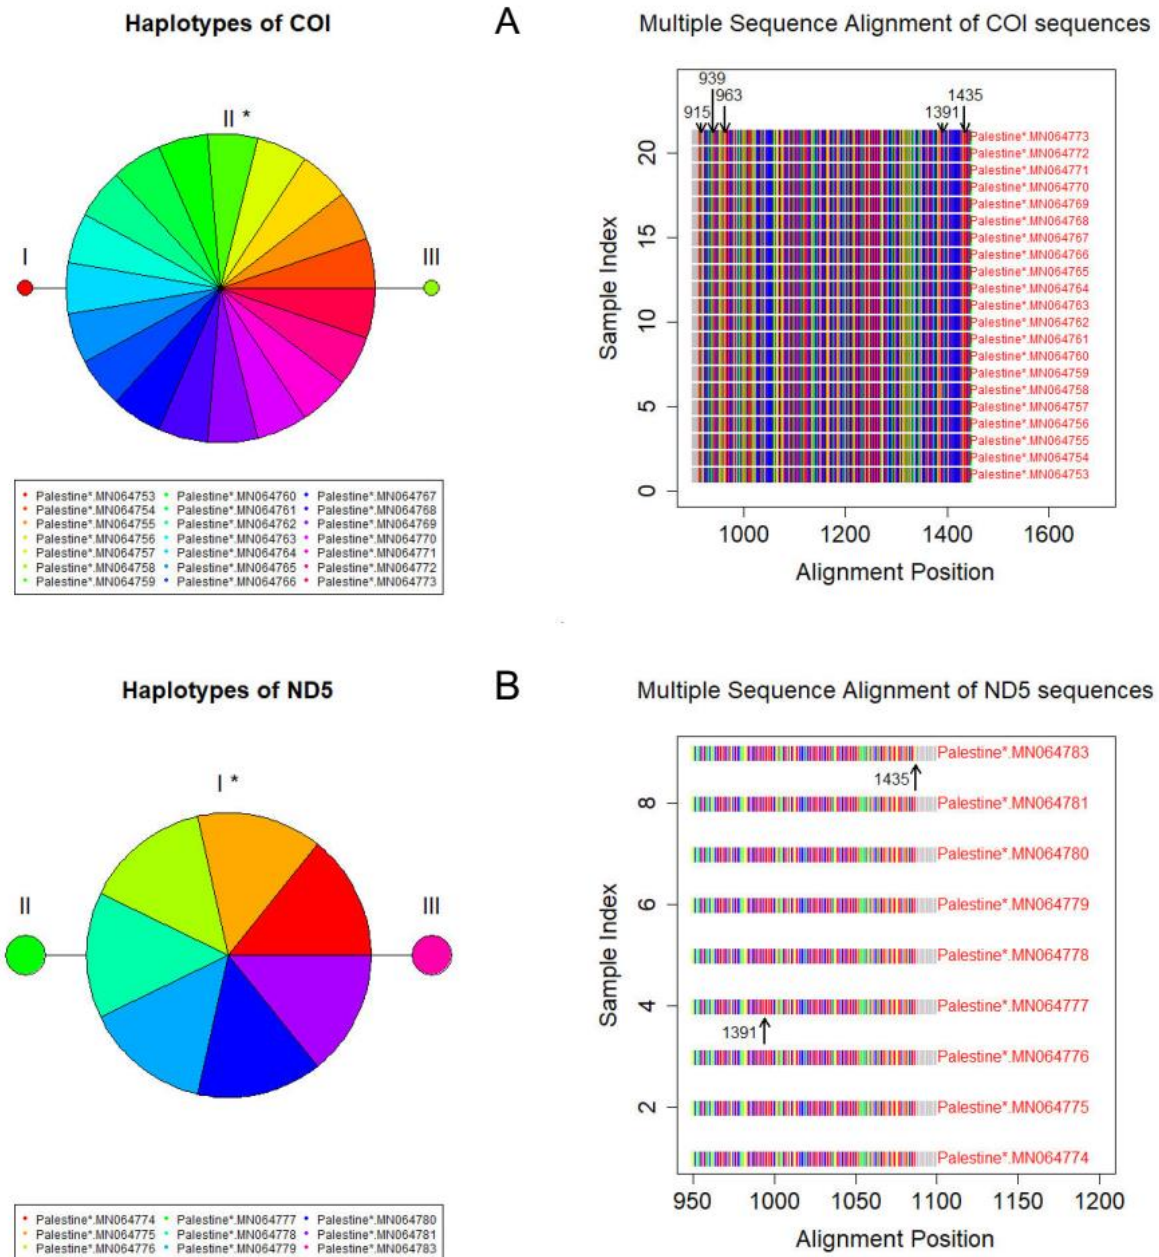 Haplotypes of COI
A
Multiple Sequence Alignment of COI sequences
II *
I
III
Palestine*.MN064753 Palestine*.MN064760 Palestine*.MN064767
Palestine*.MN064754 Palestine*.MN064761 Palestine*.MN064768
Palestine*.MN064755 Palestine*.MN064762 Palestine*.MN064769
Palestine*.MN064756 Palestine*.MN064763 Palestine*.MN064770
Palestine*.MN064757 Palestine*.MN064764 Palestine*.MN064771
Palestine*.MN064758 Palestine*.MN064765 Palestine*.MN064772
Palestine*.MN064759 Palestine*.MN064766 Palestine*.MN064773
939
963
1435
915
1391
Palestine*.MN064773
Palestine*.MN064772
Palestine*.MN064771
Palestine*.MN064770
Palestine*.MN064769
Palestine*.MN064768
Palestine*.MN064767
Palestine*.MN064766
Palestine*.MN064765
Palestine*.MN064764
Palestine*.MN064763
Palestine*.MN064762
Palestine*.MN064761
Palestine*.MN064760
Palestine*.MN064759
Palestine*.MN064758
Palestine*.MN064757
Palestine*.MN064756
Palestine*.MN064755
Palestine*.MN064754
Palestine*.MN064753
20
15
10
5
0
Sample Index
1000 1200 1400 1600
Alignment Position
Haplotypes of ND5
B
Multiple Sequence Alignment of ND5 sequences
I *
II
III
Palestine*.MN064774 Palestine*.MN064777 Palestine*.MN064780
Palestine*.MN064775 Palestine*.MN064778 Palestine*.MN064781
Palestine*.MN064776 Palestine*.MN064779 Palestine*.MN064783
Palestine*.MN064783
1435
Palestine*.MN064781
Palestine*.MN064780
Palestine*.MN064779
Palestine*.MN064778
Palestine*.MN064777
1391
Palestine*.MN064776
Palestine*.MN064775
Palestine*.MN064774
8
6
4
2
Sample Index
950 1000 1050 1100 1150 1200
Alignment Position